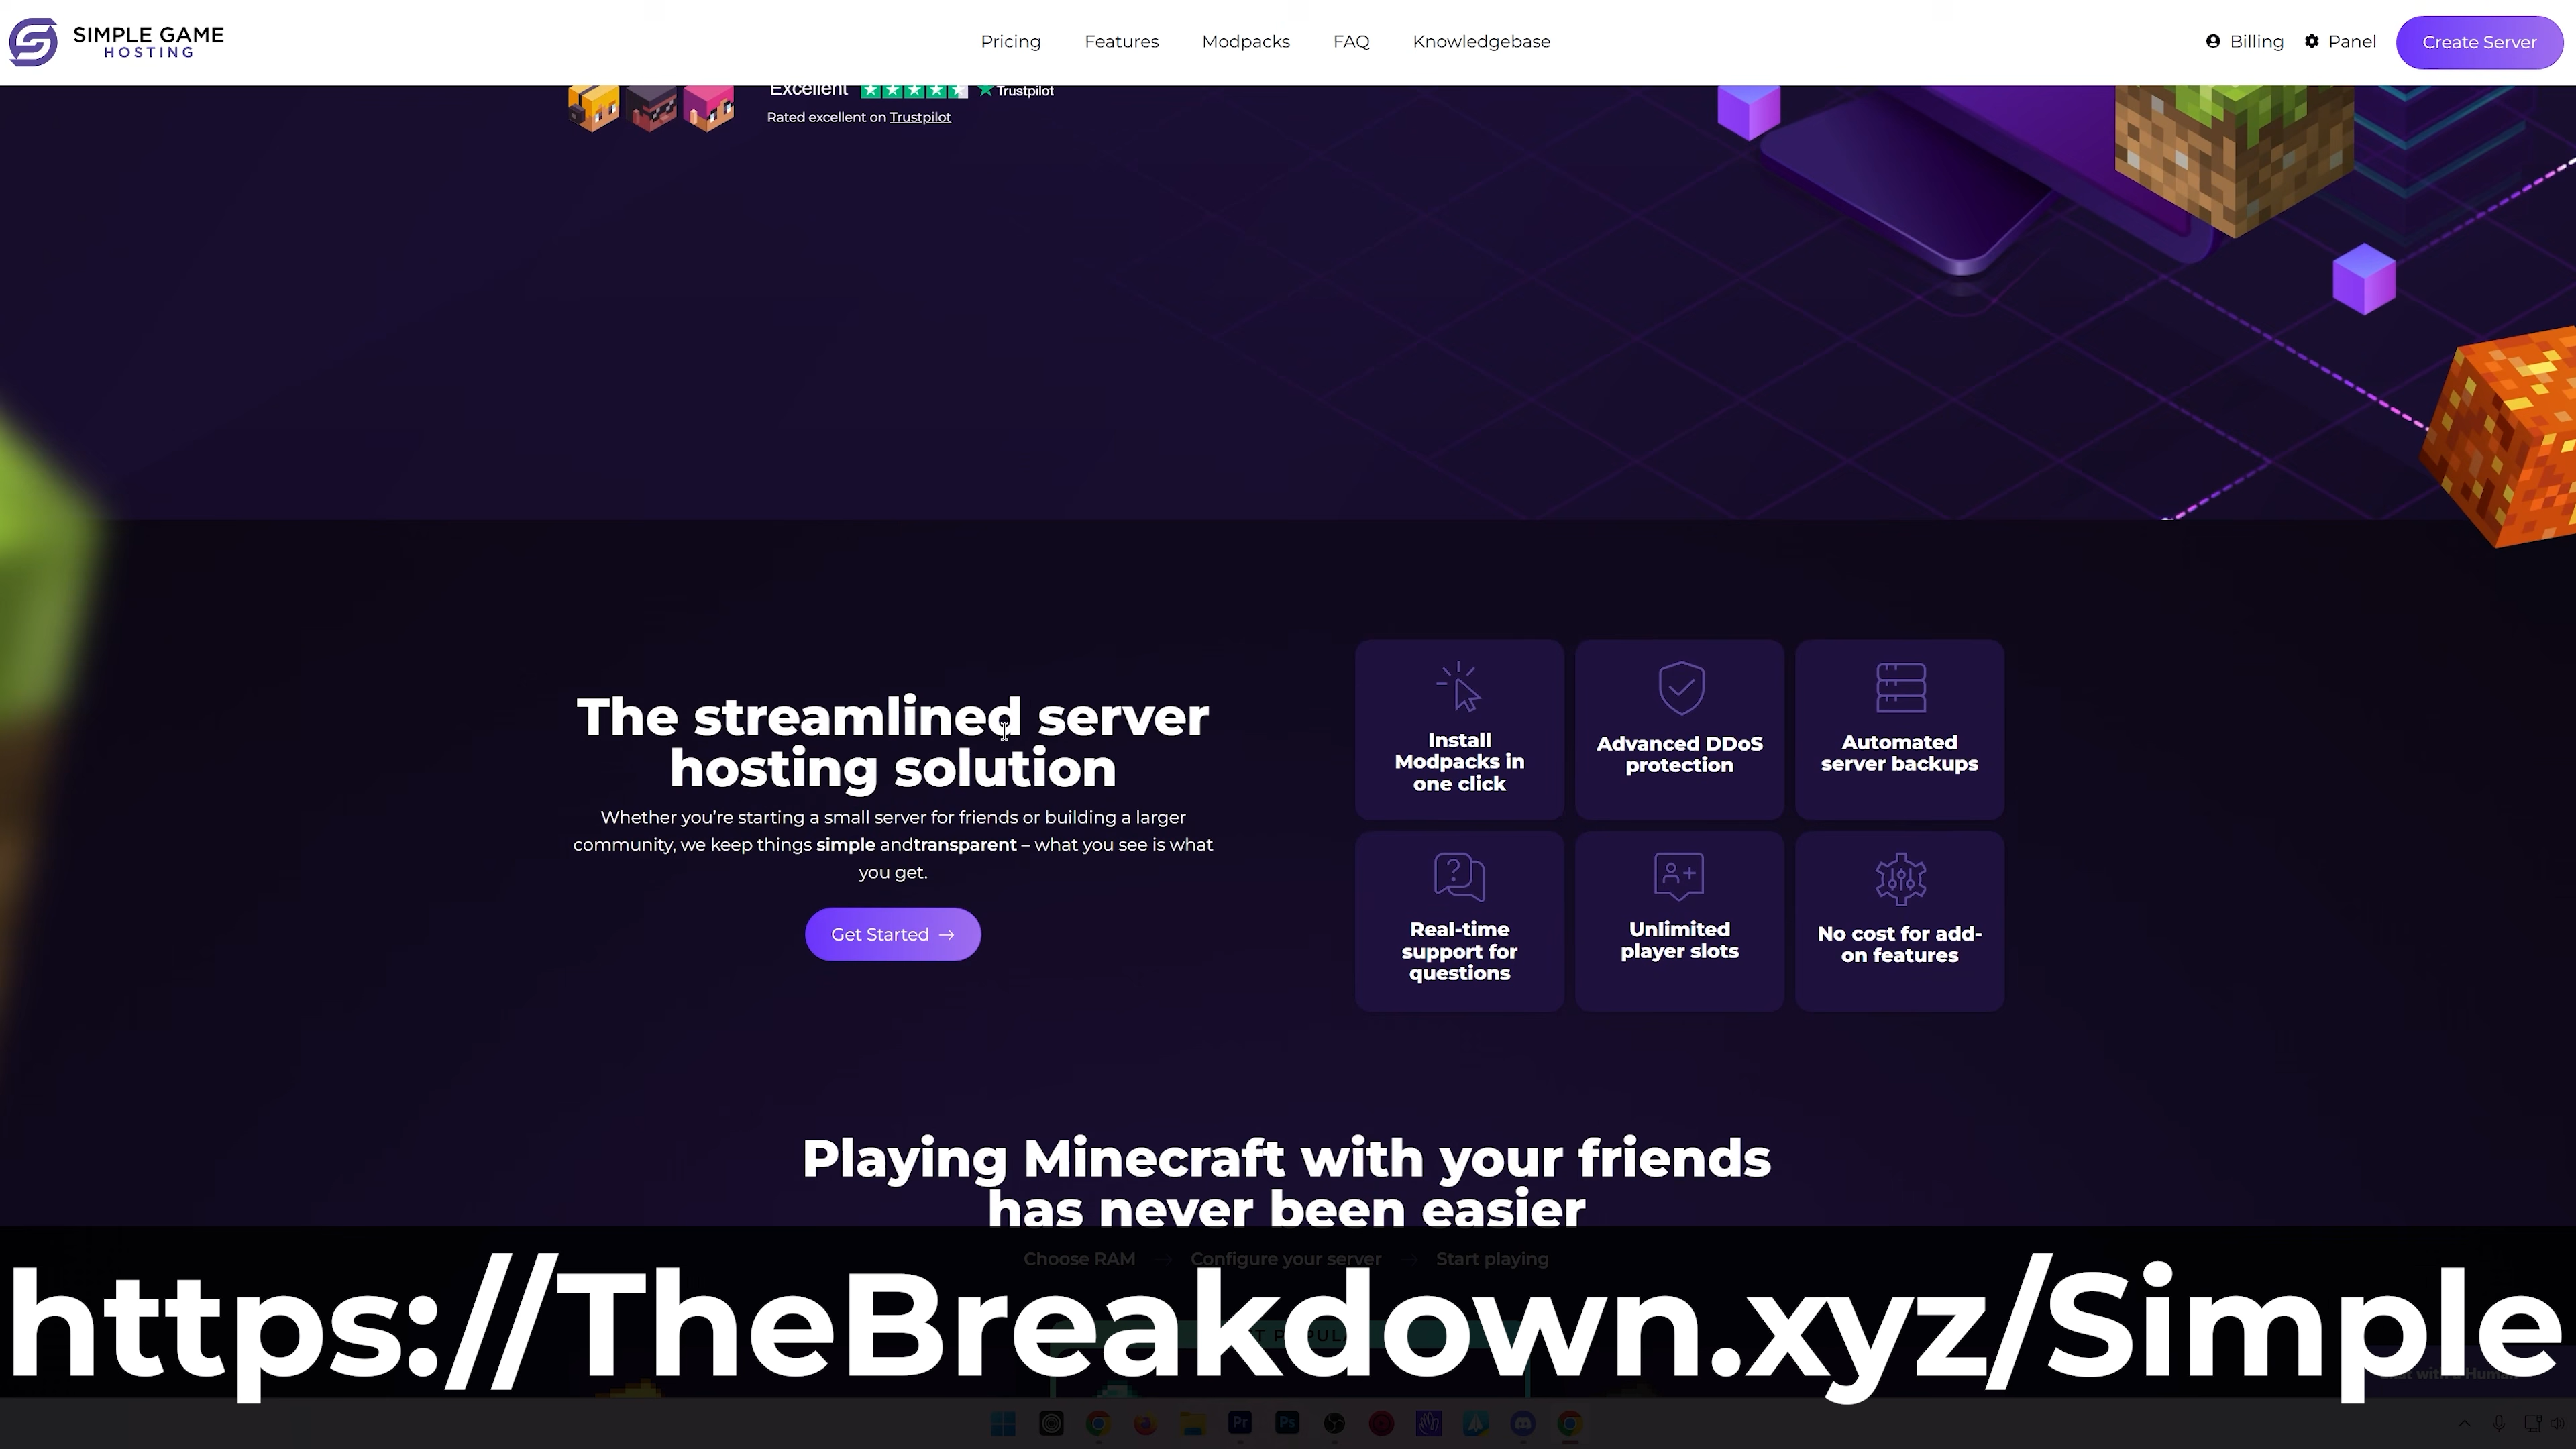 SIMPLE GAME
HOSTING
Pricing
Features
Modpacks
FAQ
Knowledgebase
Billing
Panel
Create Server
Excellent
Trustpilot
Rated excellent on Trustpilot
The streamlined server
hosting solution
Whether you’re starting a small server for friends or building a larger
community, we keep things simple andtransparent – what you see is what
you get.
Get Started
Install
Modpacks in
one click
Advanced DDoS
protection
Automated
server backups
Real-time
support for
questions
Unlimited
player slots
No cost for add-
on features
Playing Minecraft with your friends
has never been easier
Choose RAM
Configure your server
Start playing
https://TheBreakdown.xyz/Simple
Pr
Ps